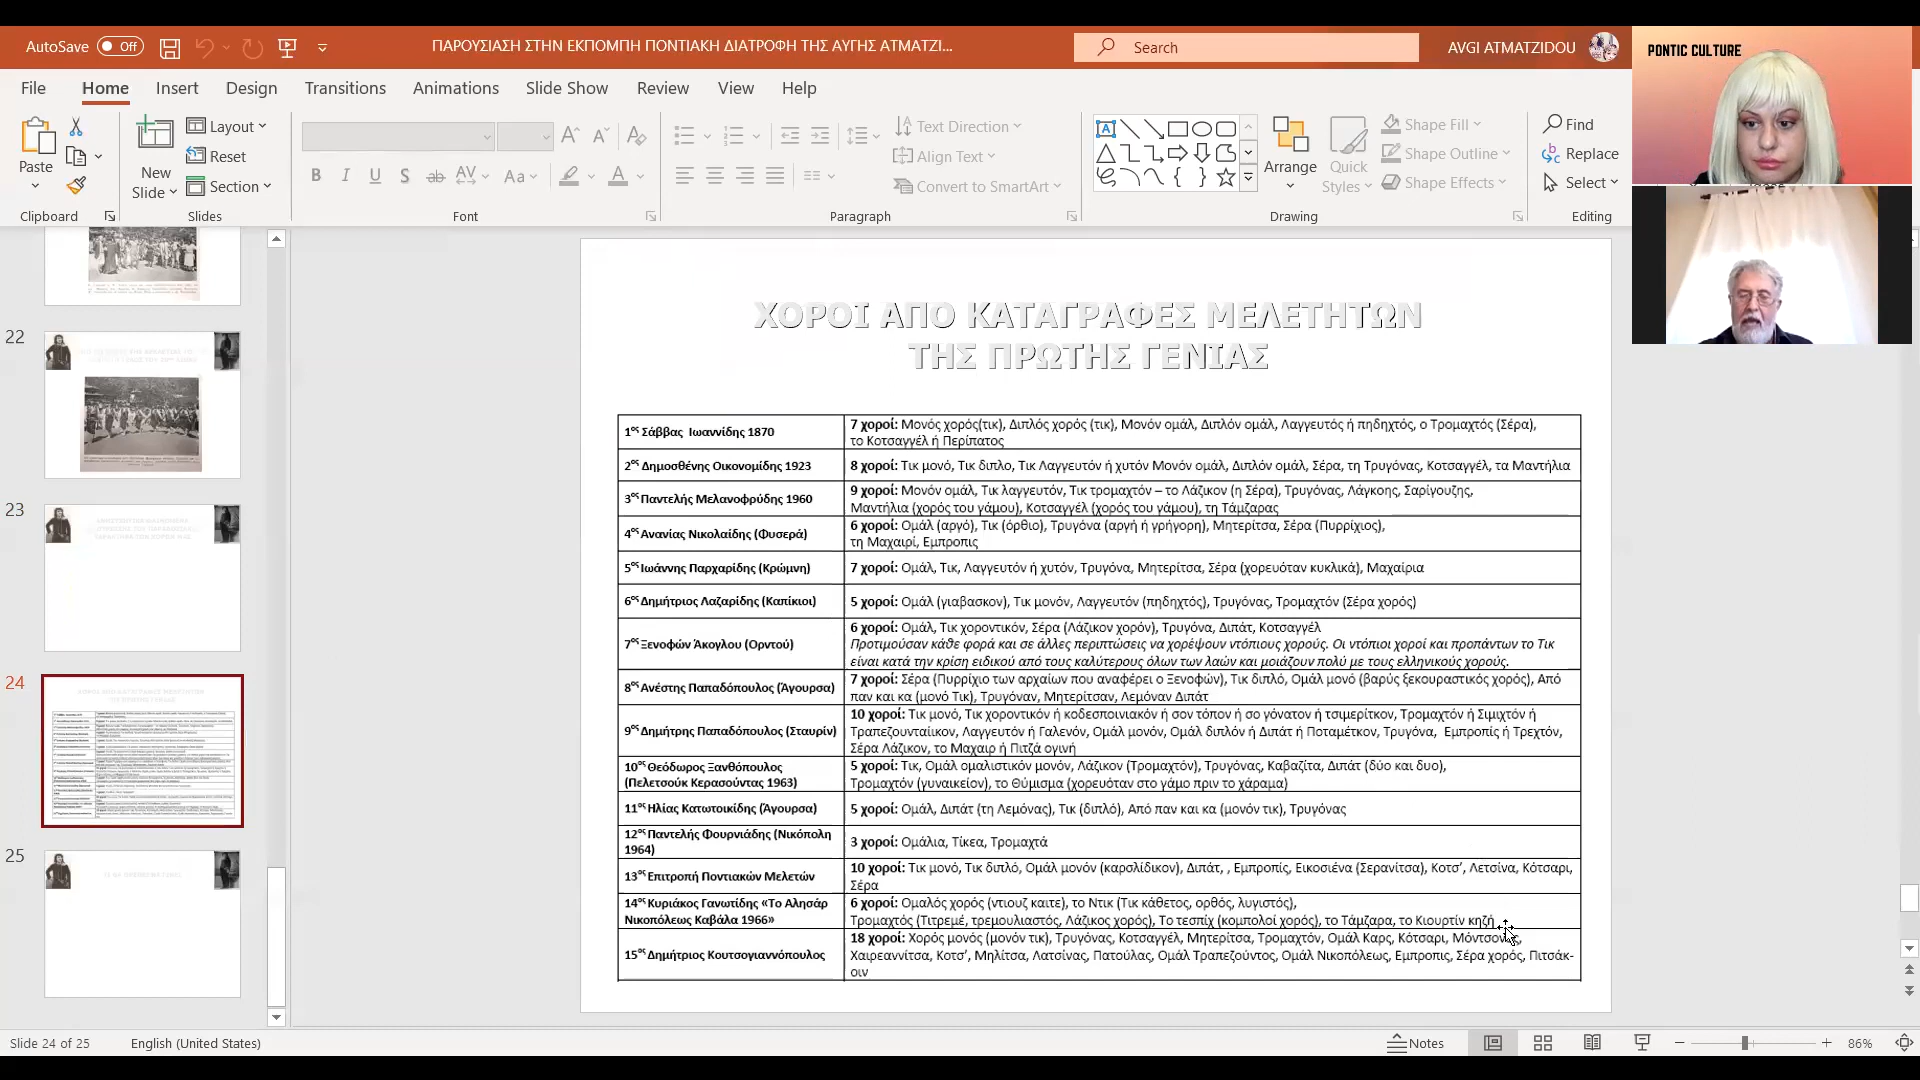 AutoSave Off
ΠΑΡΟΥΣΙΑΣΗ ΣΤΗΝ ΕΚΠΟΜΠΗ ΠΟΝΤΙΑΚΗ ΔΙΑΤΡΟΦΗ ΤΗΣ ΑΥΓΗΣ ΑΤΜΑΤΖΙ...
Search
AVGI ATMATZIDOU
PONTIC CULTURE
File Home Insert Design Transitions Animations Slide Show Review View Help
Paste
New Slide
Layout
Reset
Section
Text Direction
Align Text
Convert to SmartArt
Arrange
Quick Styles
Shape Fill
Shape Outline
Shape Effects
Find
Replace
Select
Clipboard Slides Font Paragraph Drawing Editing
22
23
24
25
ΧΟΡΟΙ ΑΠΟ ΚΑΤΑΓΡΑΦΕΣ ΜΕΛΕΤΗΤΩΝ
ΤΗΣ ΠΡΩΤΗΣ ΓΕΝΙΑΣ
1ος Σάββας Ιωαννίδης 1870
7 χοροί: Μονός χορός(τικ), Διπλός χορός (τικ), Μονόν ομάλ, Διπλόν ομάλ, Λαγγευτός ή πηδηχτός, ο Τρομαχτός (Σέρα),
το Κοτσαγγέλ ή Περίπατος
2ος Δημοσθένης Οικονομίδης 1923
8 χοροί: Τικ μονό, Τικ διπλο, Τικ Λαγγευτόν ή χυτόν Μονόν ομάλ, Διπλόν ομάλ, Σέρα, τη Τρυγόνας, Κοτσαγγέλ, τα Μαντήλια
3ος Παντελής Μελανοφρύδης 1960
9 χοροί: Μονόν ομάλ, Τικ λαγγευτόν, Τικ τρομαχτόν – το Λάζικον (η Σέρα), Τρυγόνας, Λάγκοης, Σαρίγουζης,
Μαντήλια (χορός του γάμου), Κοτσαγγέλ (χορός του γάμου), τη Τάμζαρας
4ος Ανανίας Νικολαίδης (Φυσερά)
6 χοροί: Ομάλ (αργό), Τικ (όρθιο), Τρυγόνα (αργή ή γρήγορη), Μητερίτσα, Σέρα (Πυρρίχιος),
τη Μαχαιρί, Εμπροπις
5ος Ιωάννης Παρχαρίδης (Κρώμνη)
7 χοροί: Ομάλ, Τικ, Λαγγευτόν ή χυτόν, Τρυγόνα, Μητερίτσα, Σέρα (χορευόταν κυκλικά), Μαχαίρια
6ος Δημήτριος Λαζαρίδης (Καπίκιοι)
5 χοροί: Ομάλ (γιαβασκον), Τικ μονόν, Λαγγευτόν (πηδηχτός), Τρυγόνας, Τρομαχτόν (Σέρα χορός)
7ος Ξενοφών Άκογλου (Ορντού)
6 χοροί: Ομάλ, Τικ χοροντικόν, Σέρα (Λάζικον χορόν), Τρυγόνα, Διπάτ, Κοτσαγγέλ
Προτιμούσαν κάθε φορά και σε άλλες περιπτώσεις να χορέψουν ντόπιους χορούς. Οι ντόπιοι χοροί και προπάντων το Τικ
είναι κατά την κρίση ειδικού από τους καλύτερους όλων των λαών και μοιάζουν πολύ με τους ελληνικούς χορούς.
8ος Ανέστης Παπαδόπουλος (Άγουρσα)
7 χοροί: Σέρα (Πυρρίχιο των αρχαίων που αναφέρει ο Ξενοφών), Τικ διπλό, Ομάλ μονό (βαρύς ξεκουραστικός χορός), Από
παν και κα (μονό Τικ), Τρυγόναν, Μητερίτσαν, Λεμόναν Διπάτ
9ος Δημήτρης Παπαδόπουλος (Σταυρίν)
10 χοροί: Τικ μονό, Τικ χοροντικόν ή κοδεσποινιακόν ή σον τόπον ή σο γόνατον ή τσιμερίτκον, Τρομαχτόν ή Σιμιχτόν ή
Τραπεζουνταίικον, Λαγγευτόν ή Γαλενόν, Ομάλ μονόν, Ομάλ διπλόν ή Διπάτ ή Ποταμέτκον, Τρυγόνα, Εμπροπίς ή Τρεχτόν,
Σέρα Λάζικον, το Μαχαιρ ή Πιτζά ογινή
10ος Θεόδωρος Ξανθόπουλος
(Πελετσούκ Κερασούντας 1963)
5 χοροί: Τικ, Ομάλ ομαλιστικόν μονόν, Λάζικον (Τρομαχτόν), Τρυγόνας, Καβαζίτα, Διπάτ (δύο και δυο),
Τρομαχτόν (γυναικείον), το Θύμισμα (χορευόταν στο γάμο πριν το χάραμα)
11ος Ηλίας Κατωτοικίδης (Άγουρσα)
5 χοροί: Ομάλ, Διπάτ (τη Λεμόνας), Τικ (διπλό), Από παν και κα (μονόν τικ), Τρυγόνας
12ος Παντελής Φουρνιάδης (Νικόπολη
1964)
3 χοροί: Ομάλια, Τίκεα, Τρομαχτά
13ος Επιτροπή Ποντιακών Μελετών
10 χοροί: Τικ μονό, Τικ διπλό, Ομάλ μονόν (καρσλίδικον), Διπάτ, , Εμπροπίς, Εικοσιένα (Σερανίτσα), Κοτσ’, Λετσίνα, Κότσαρι,
Σέρα
14ος Κυριάκος Γανωτίδης «Το Αλησάρ
Νικοπόλεως Καβάλα 1966»
6 χοροί: Ομαλός χορός (ντιουζ καιτε), το Ντικ (Τικ κάθετος, ορθός, λυγιστός),
Τρομαχτός (Τιτρεμέ, τρεμουλιαστός, Λάζικος χορός), Το τεσπίχ (κομπολοί χορός), το Τάμζαρα, το Κιουρτίν κηζή
15ος Δημήτριος Κουτσογιαννόπουλος
18 χοροί: Χορός μονός (μονόν τικ), Τρυγόνας, Κοτσαγγέλ, Μητερίτσα, Τρομαχτόν, Ομάλ Καρς, Κότσαρι, Μόντσονος,
Χαιρεαννίτσα, Κοτσ’, Μηλίτσα, Λατσίνας, Πατούλας, Ομάλ Τραπεζούντος, Ομάλ Νικοπόλεως, Εμπροπις, Σέρα χορός, Πιτσάκ-
οιν
Slide 24 of 25 English (United States) Notes 86%